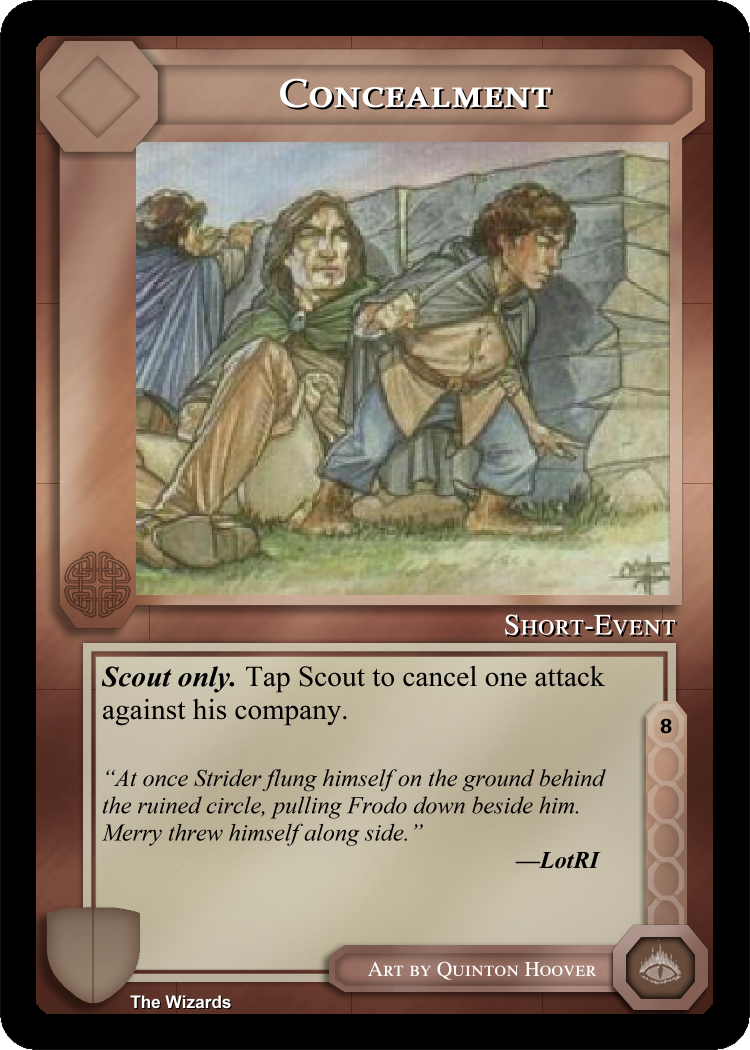 Concealment
Short-Event
Scout only. Tap Scout to cancel one attack
against his company.
8
“At once Strider flung himself on the ground behind
the ruined circle, pulling Frodo down beside him.
Merry threw himself along side.”
—LotRI
Art by Quinton Hoover
The Wizards